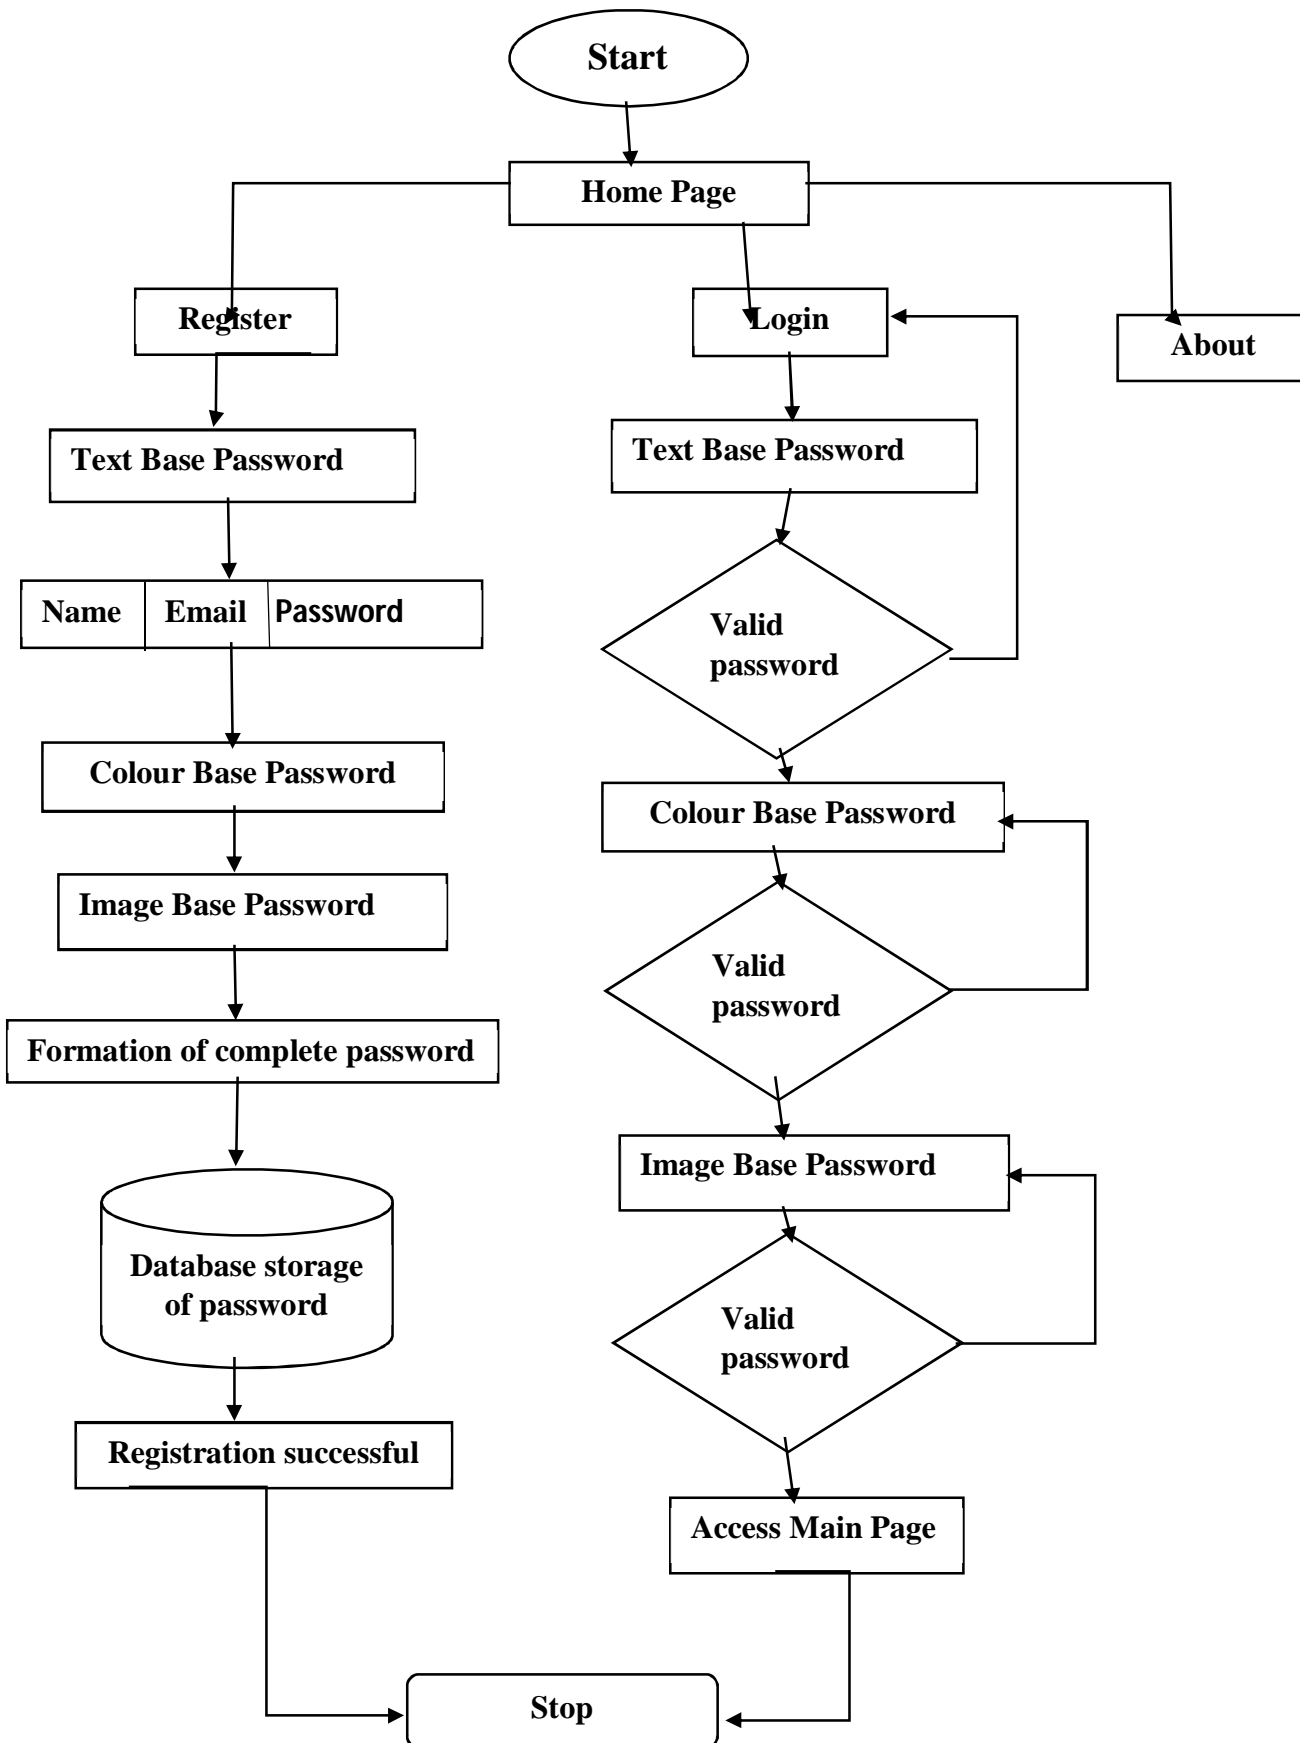 Start
Home Page
Register
Login
About
Text Base Password
Text Base Password
Name Email Password
Valid
password
Colour Base Password
Colour Base Password
Image Base Password
Valid
password
Formation of complete password
Image Base Password
Database storage
of password
Valid
password
Registration successful
Access Main Page
Stop